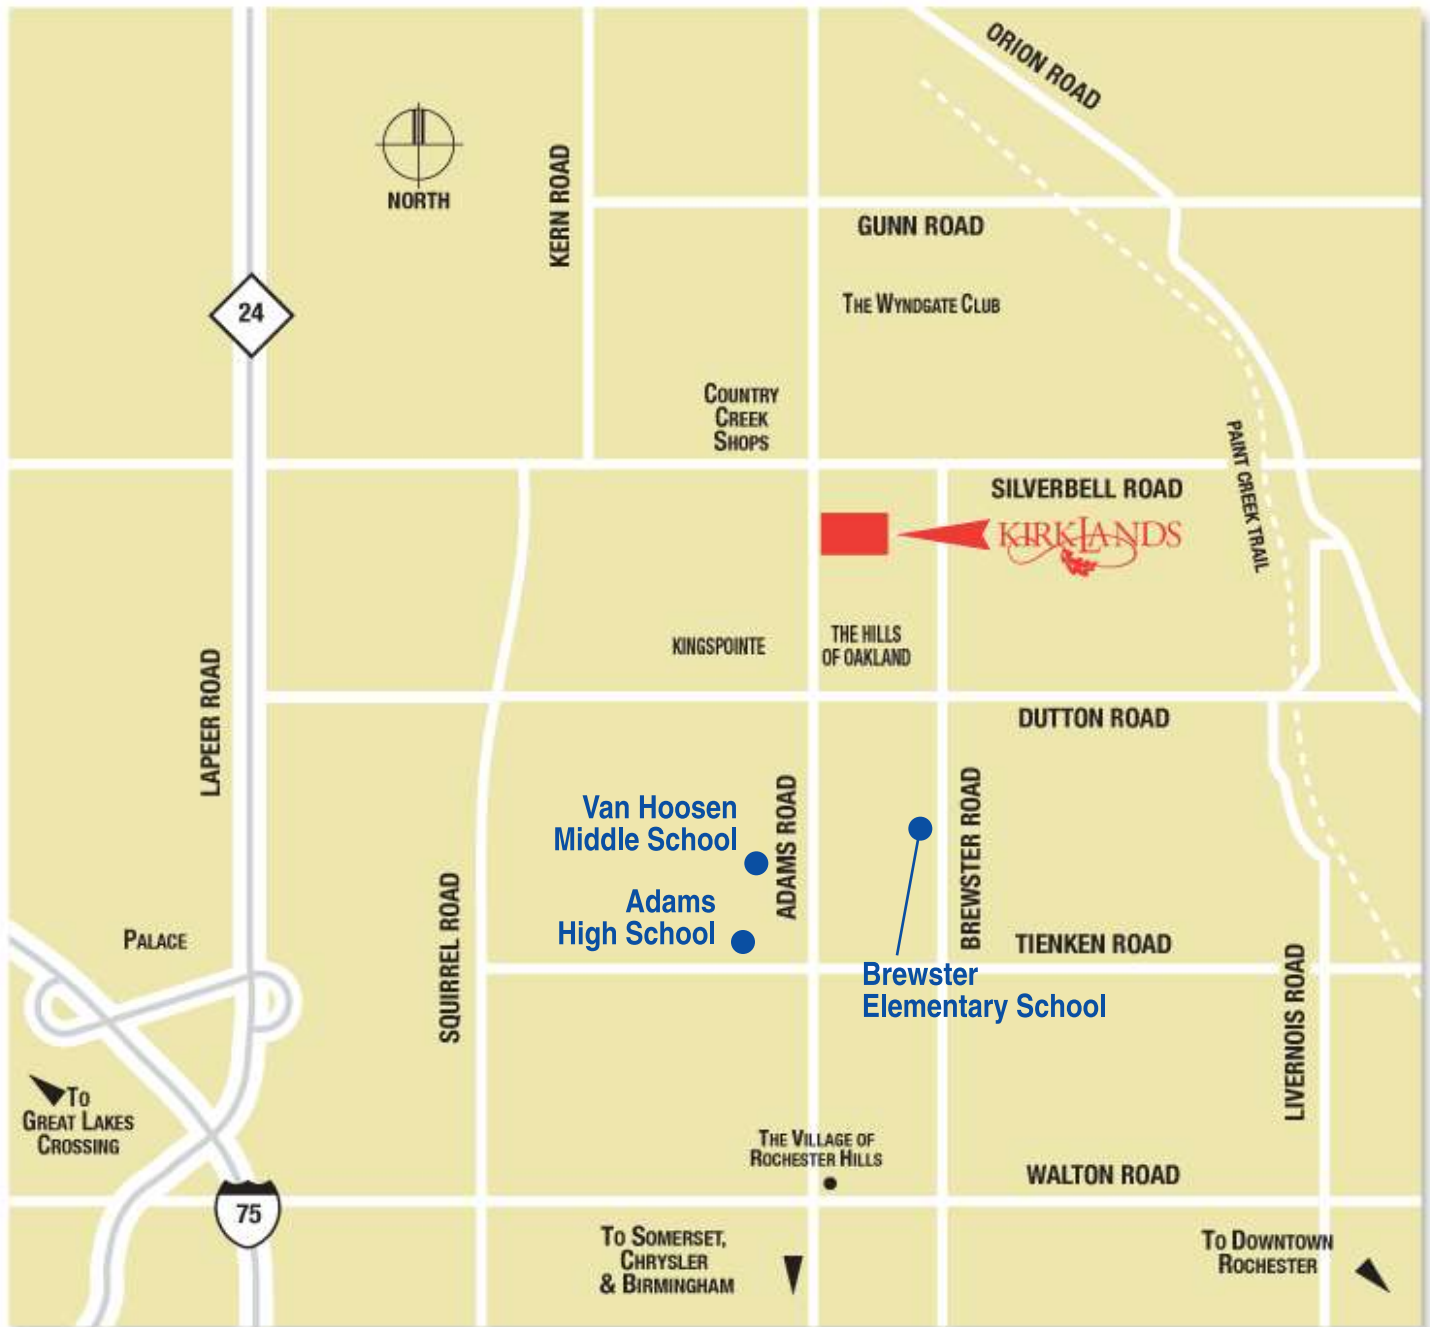 ORION ROAD
NORTH
KERN ROAD
GUNN ROAD
24
THE WYNDGATE CLUB
COUNTRY
CREEK
SHOPS
PAINT CREEK TRAIL
SILVERBELL ROAD
KIRKLANDS
KINGSPOINTE
THE HILLS
OF OAKLAND
LAPEER ROAD
DUTTON ROAD
Van Hoosen
Middle School
ADAMS ROAD
BREWSTER ROAD
Adams
High School
SQUIRREL ROAD
PALACE
TIENKEN ROAD
Brewster
Elementary School
LIVERNOIS ROAD
TO
GREAT LAKES
CROSSING
THE VILLAGE OF
ROCHESTER HILLS
WALTON ROAD
75
TO SOMERSET,
CHRYSLER
& BIRMINGHAM
TO DOWNTOWN
ROCHESTER